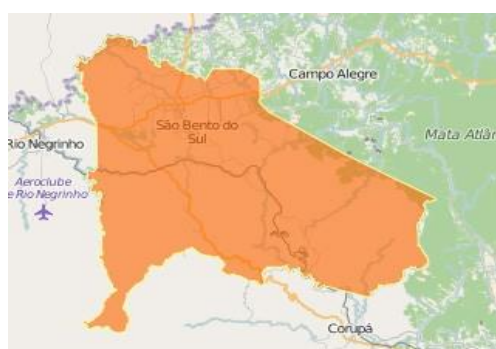 Campo Alegre
São Bento do
Sul
Mata Atlân
Rio Negrinho
Aeroclube
e Rio Negrinho
Corupá